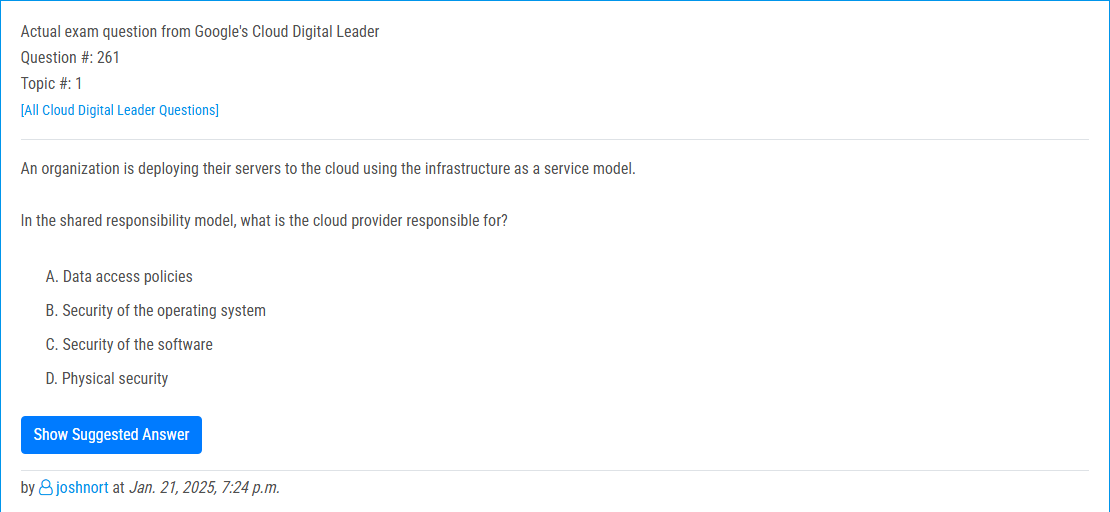 Actual exam question from Google's Cloud Digital Leader
Question #: 261
Topic #: 1
[All Cloud Digital Leader Questions]
An organization is deploying their servers to the cloud using the infrastructure as a service model.
In the shared responsibility model, what is the cloud provider responsible for?
A. Data access policies
B. Security of the operating system
C. Security of the software
D. Physical security
Show Suggested Answer
by joshnort at Jan. 21, 2025, 7:24 p.m.